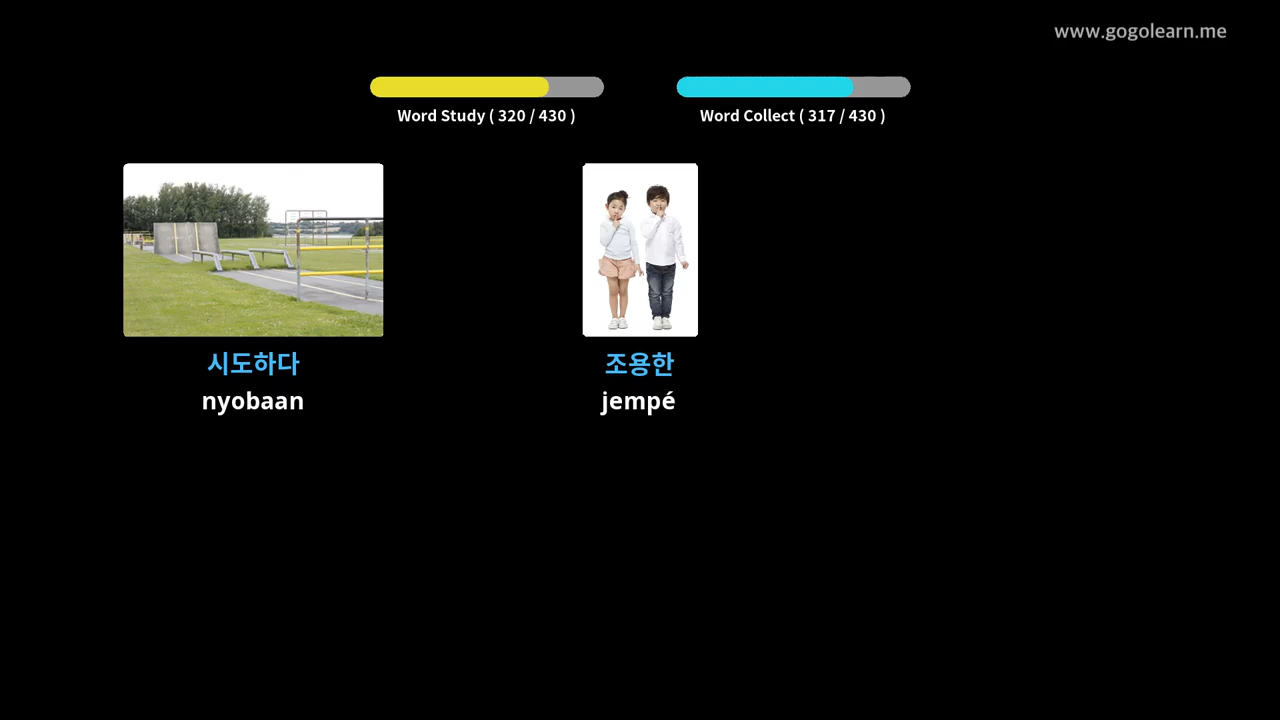 www.gogolearn.me
Word Study ( 320 / 430 )
Word Collect ( 317 / 430 )
시도하다
nyobaan
조용한
jempé